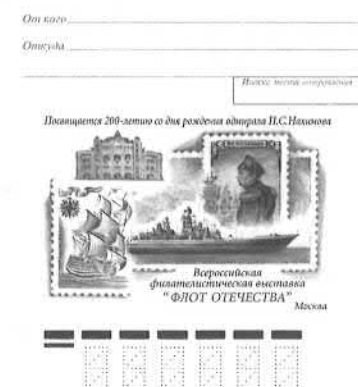 От кого
Откуда
Индекс места отправления
Посвящается 200-летию со дня рождения адмирала П.С.Нахимова
Всероссийская
филателистическая выставка
"ФЛОТ ОТЕЧЕСТВА"
Москва